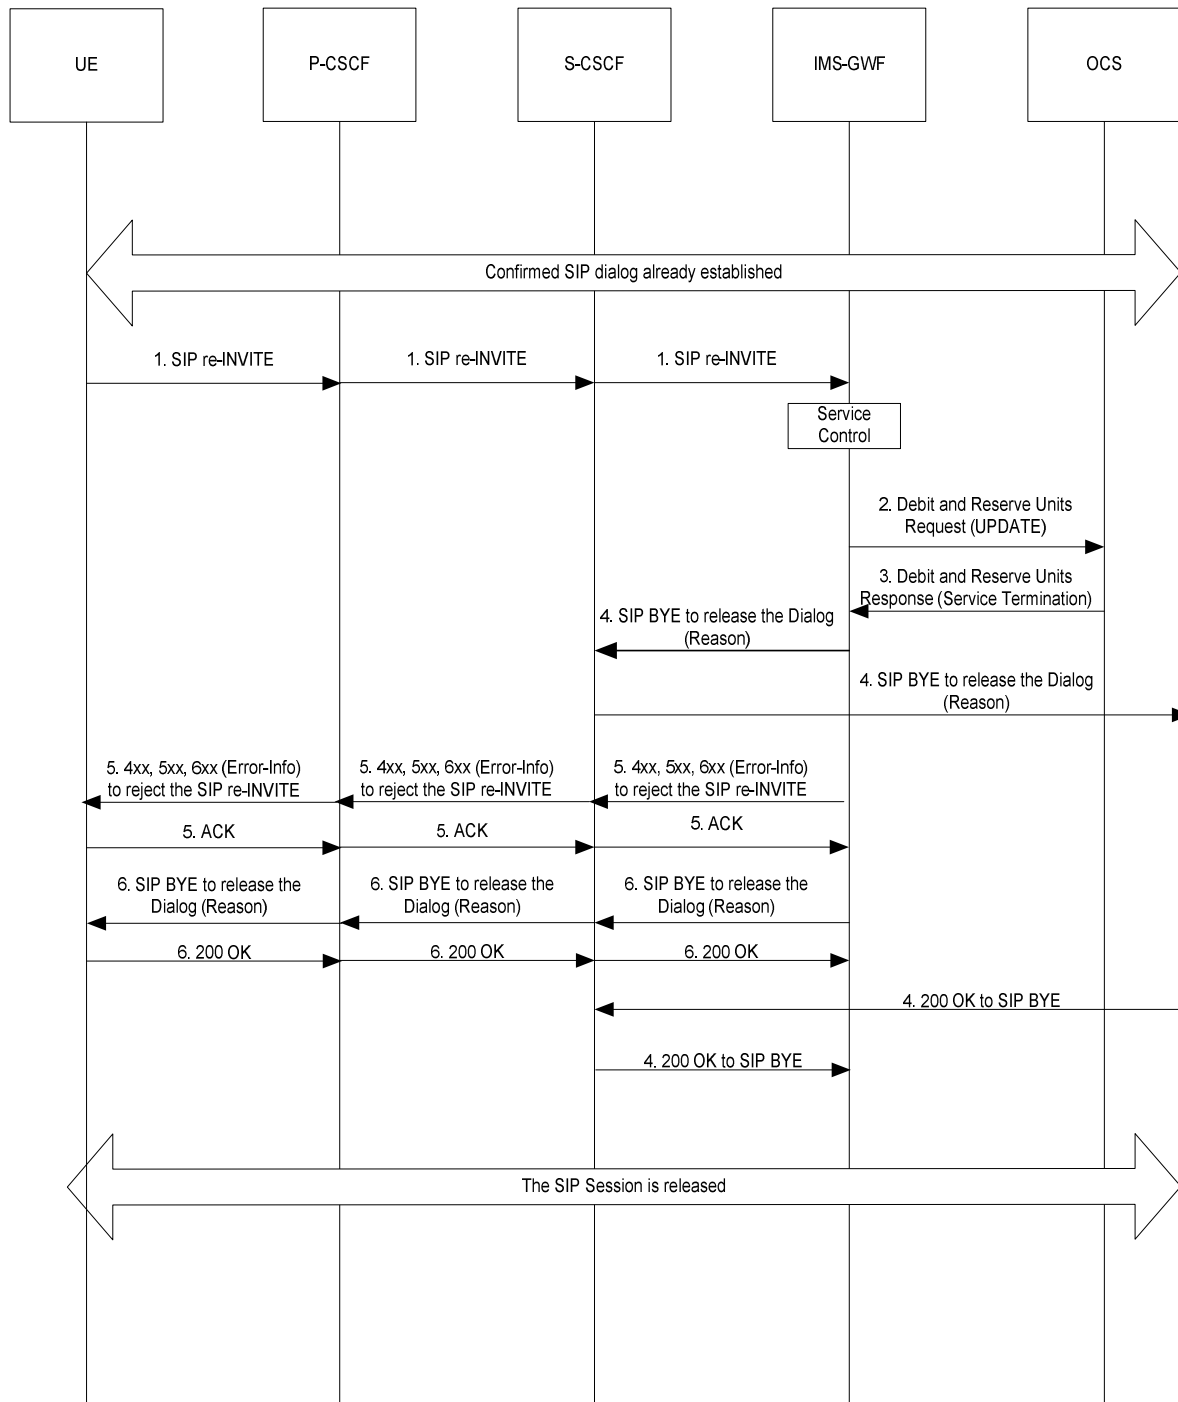 UE
P-CSCF
S-CSCF
IMS-GWF
OCS
Confirmed SIP dialog already established
1. SIP re-INVITE
1. SIP re-INVITE
1. SIP re-INVITE
Service
Control
2. Debit and Reserve Units
Request (UPDATE)
3. Debit and Reserve Units
Response (Service Termination)
4. SIP BYE to release the Dialog
(Reason)
4. SIP BYE to release the Dialog
(Reason)
5. 4xx, 5xx, 6xx (Error-Info)
to reject the SIP re-INVITE
5. 4xx, 5xx, 6xx (Error-Info)
to reject the SIP re-INVITE
5. 4xx, 5xx, 6xx (Error-Info)
to reject the SIP re-INVITE
5. ACK
5. ACK
5. ACK
6. SIP BYE to release the
Dialog (Reason)
6. SIP BYE to release the
Dialog (Reason)
6. SIP BYE to release the
Dialog (Reason)
6. 200 OK
6. 200 OK
6. 200 OK
4. 200 OK to SIP BYE
4. 200 OK to SIP BYE
The SIP Session is released